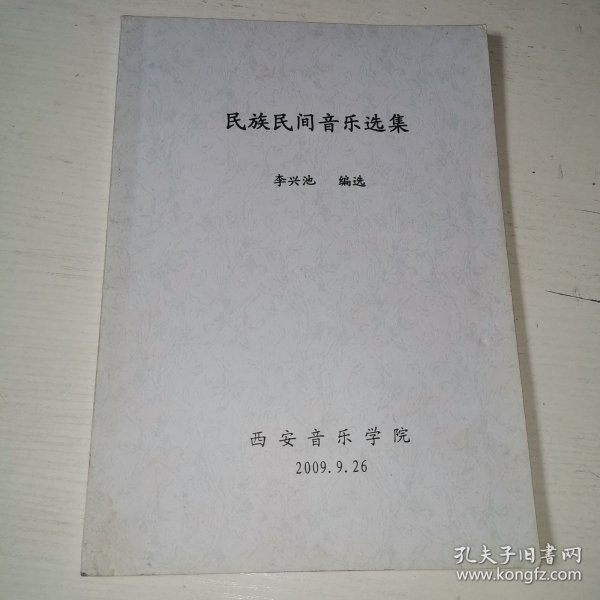 民族民间音乐选集
李兴池 编选
西安音乐学院
2009.9.26
孔夫子旧書网
www.kongfz.com